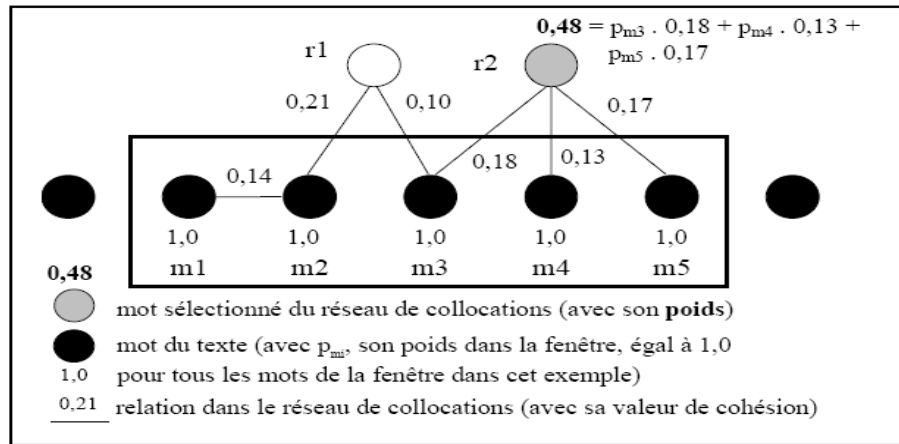 0,48 = pm3 . 0,18 + pm4 . 0,13 +
pm5 . 0,17
r1
r2
0,21
0,10
0,17
0,14
0,18
0,13
1,0 1,0 1,0 1,0 1,0
m1 m2 m3 m4 m5
0,48
mot sélectionné du réseau de collocations (avec son poids)
mot du texte (avec pmi, son poids dans la fenêtre, égal à 1,0
1,0 pour tous les mots de la fenêtre dans cet exemple)
0,21 relation dans le réseau de collocations (avec sa valeur de cohésion)